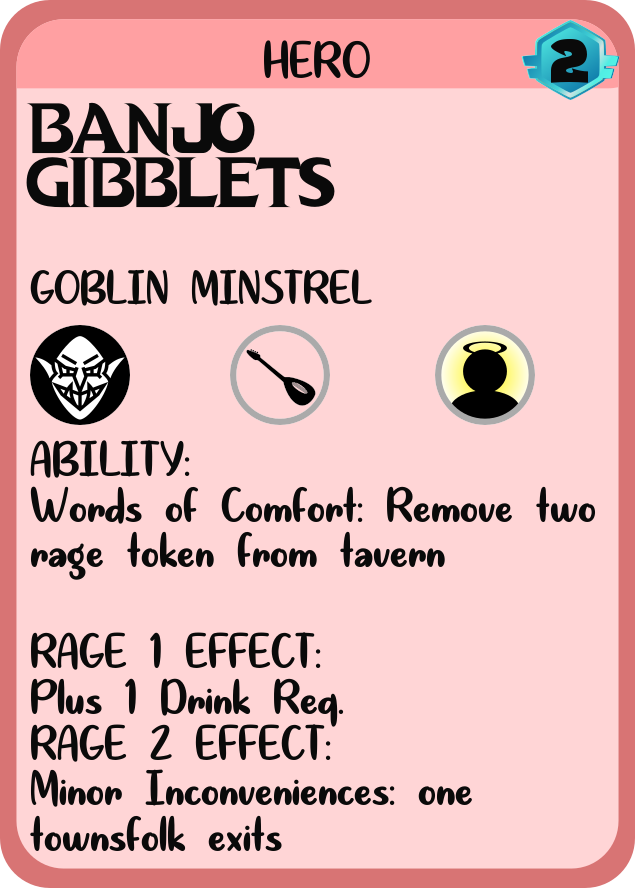 HERO
2
BANJO
GIBBLETS
GOBLIN MINSTREL
ABILITY:
Words of Comfort: Remove two
rage token from tavern
RAGE 1 EFFECT:
Plus 1 Drink Req.
RAGE 2 EFFECT:
Minor Inconveniences: one
townsfolk exits